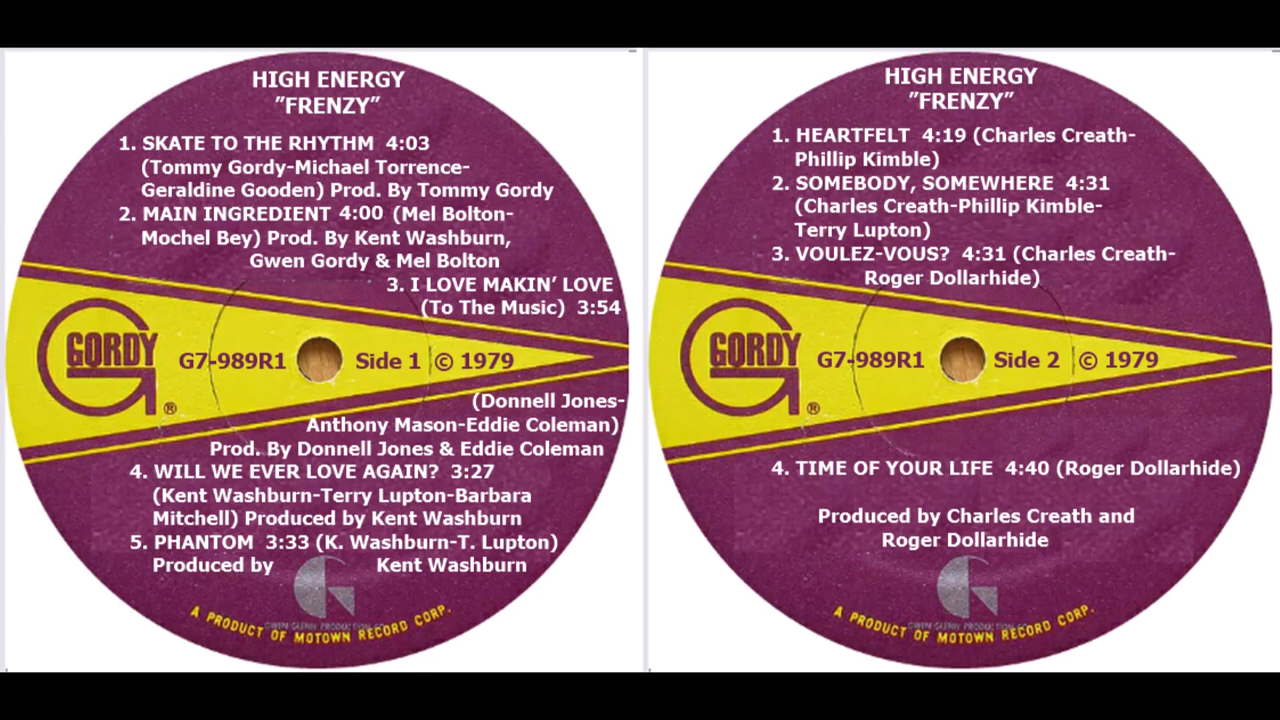 HIGH ENERGY
"FRENZY"
1. SKATE TO THE RHYTHM 4:03
(Tommy Gordy-Michael Torrence-
Geraldine Gooden) Prod. By Tommy Gordy
2. MAIN INGREDIENT 4:00 (Mel Bolton-
Mochel Bey) Prod. By Kent Washburn,
Gwen Gordy & Mel Bolton
3. I LOVE MAKIN' LOVE
(To The Music) 3:54
GORDY
®
G7-989R1 Side 1 © 1979
(Donnell Jones-
Anthony Mason-Eddie Coleman)
Prod. By Donnell Jones & Eddie Coleman
4. WILL WE EVER LOVE AGAIN? 3:27
(Kent Washburn-Terry Lupton-Barbara
Mitchell) Produced by Kent Washburn
5. PHANTOM 3:33 (K. Washburn-T. Lupton)
Produced by Kent Washburn
GWEN GLENN PRODUCTION CO
A PRODUCT OF MOTOWN RECORD CORP.
HIGH ENERGY
"FRENZY"
1. HEARTFELT 4:19 (Charles Creath-
Phillip Kimble)
2. SOMEBODY, SOMEWHERE 4:31
(Charles Creath-Phillip Kimble-
Terry Lupton)
3. VOULEZ-VOUS? 4:31 (Charles Creath-
Roger Dollarhide)
GORDY
®
G7-989R1 Side 2 © 1979
4. TIME OF YOUR LIFE 4:40 (Roger Dollarhide)
Produced by Charles Creath and
Roger Dollarhide
GWEN GLENN PRODUCTION CO
A PRODUCT OF MOTOWN RECORD CORP.